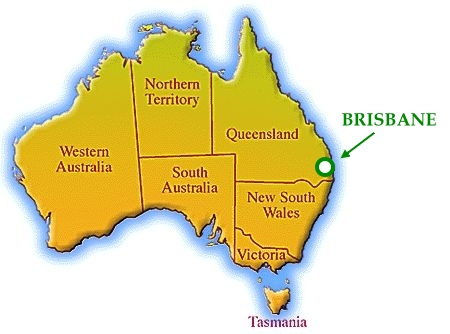 Northern
Territory
BRISBANE
Queensland
Western
Australia
South
Australia
New South
Wales
Victoria
Tasmania